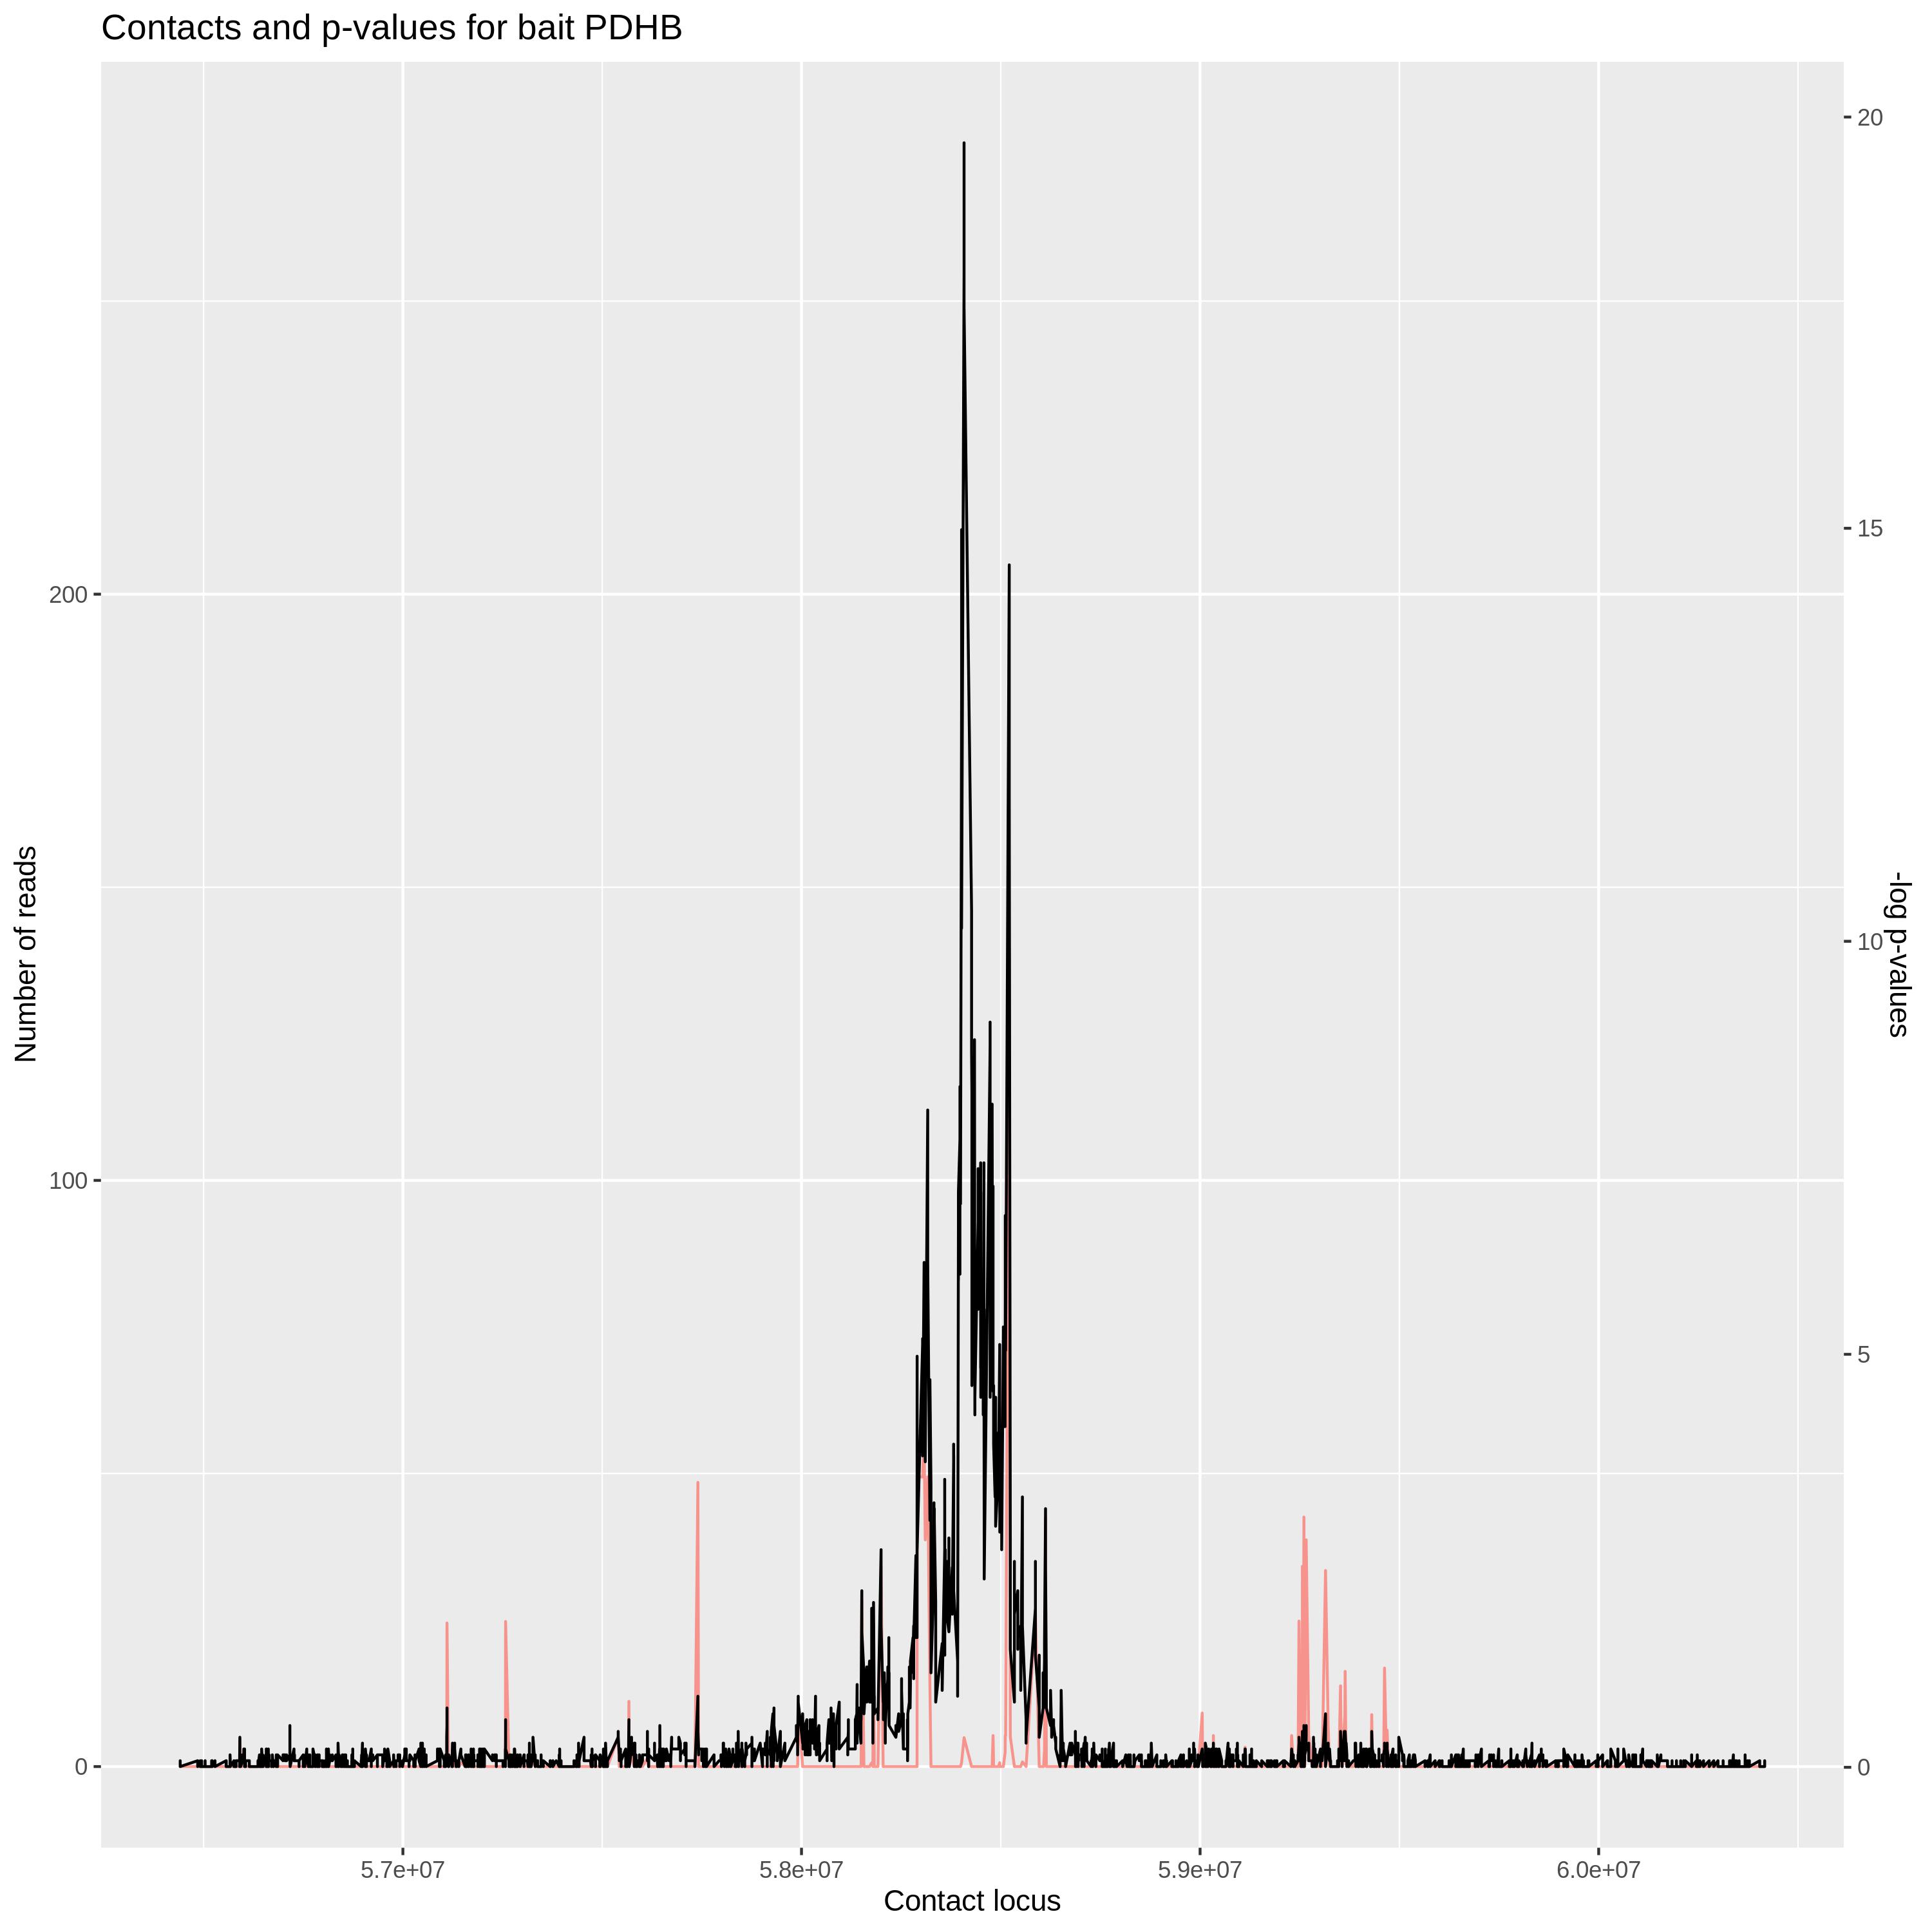 Contacts and p-values for bait PDHB
Number of reads
200
100
0
20
15
10
5
0
-log p-values
5.7e+07
5.8e+07
5.9e+07
6.0e+07
Contact locus